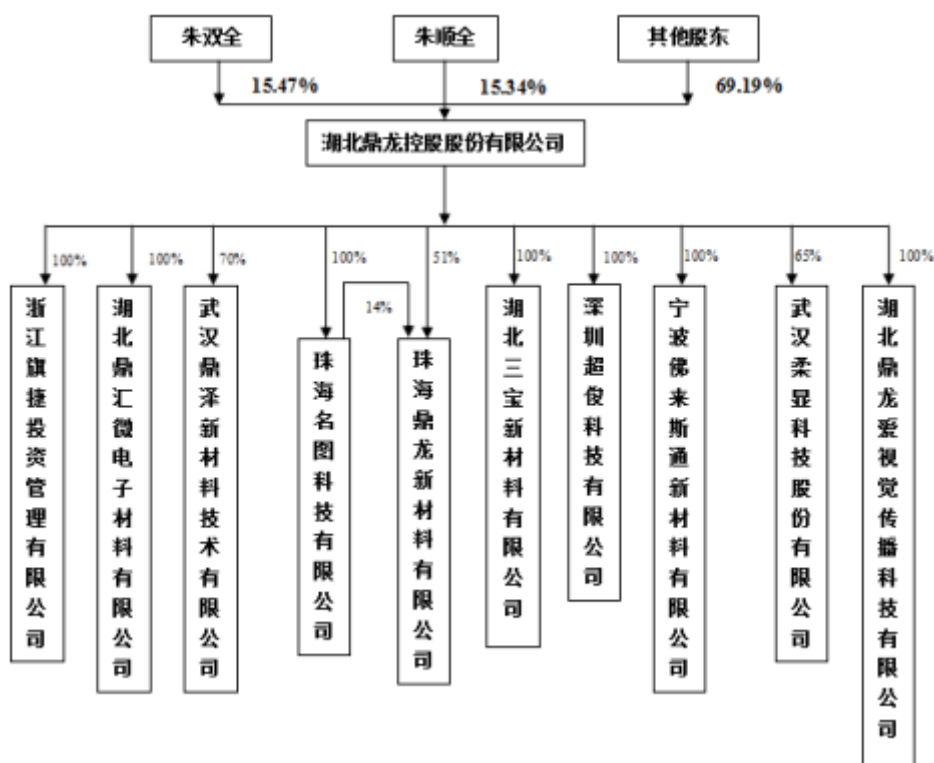 朱双全
朱顺全
其他股东
15.47%
15.34%
69.19%
湖北鼎龙控股股份有限公司
100%
100%
70%
100%
51%
100%
100%
100%
65%
100%
14%
浙江旗捷投资管理有限公司
湖北鼎汇微电子材料有限公司
武汉鼎泽新材料技术有限公司
珠海名图科技有限公司
珠海鼎龙新材料有限公司
湖北三宝新材料有限公司
深圳超俊科技有限公司
宁波佛来斯通新材料有限公司
武汉柔显科技股份有限公司
湖北鼎龙爱视觉传播科技有限公司